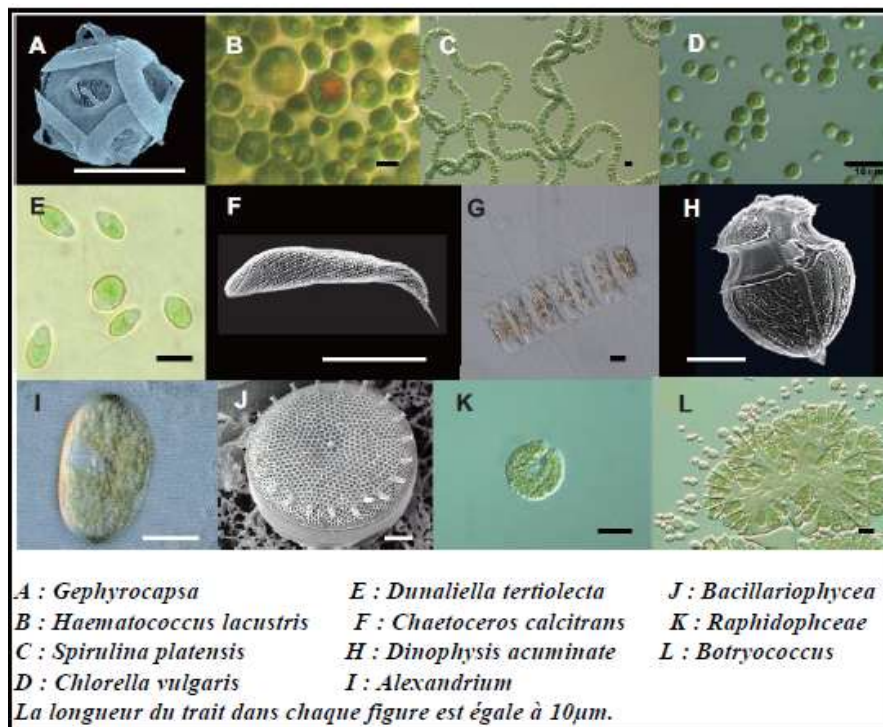 A B C D
10 µm
E F G H
I J K L
A : Gephyrocapsa E : Dunaliella tertiolecta J : Bacillariophycea
B : Haematococcus lacustris F : Chaetoceros calcitrans K : Raphidophceae
C : Spirulina platensis H : Dinophysis acuminate L : Botryococcus
D : Chlorella vulgaris I : Alexandrium
La longueur du trait dans chaque figure est égale à 10µm.